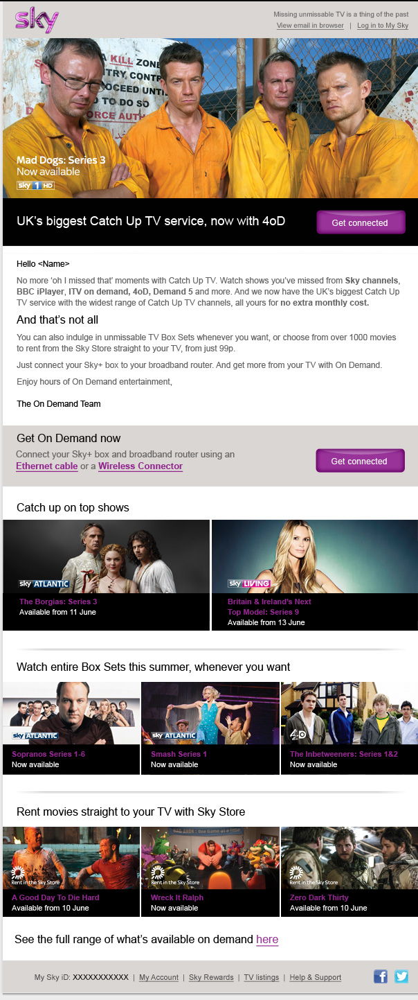 sky
Missing unmissable TV is a thing of the past
View email in browser | Log in to My Sky
A KILL ZONE
TRY CONTR
OCEED UNTI
D TO DO SO
FORCE AUTH
Mad Dogs: Series 3
Now available
sky 1 HD
UK's biggest Catch Up TV service, now with 4oD
Get connected
Hello <Name>
No more 'oh I missed that' moments with Catch Up TV. Watch shows you've missed from Sky channels,
BBC iPlayer, ITV on demand, 4oD, Demand 5 and more. And we now have the UK's biggest Catch Up
TV service with the widest range of Catch Up TV channels, all yours for no extra monthly cost.
And that's not all
You can also indulge in unmissable TV Box Sets whenever you want, or choose from over 1000 movies
to rent from the Sky Store straight to your TV, from just 99p.
Just connect your Sky+ box to your broadband router. And get more from your TV with On Demand.
Enjoy hours of On Demand entertainment,
The On Demand Team
Get On Demand now
Connect your Sky+ box and broadband router using an
Ethernet cable or a Wireless Connector
Get connected
Catch up on top shows
sky ATLANTIC
The Borgias: Series 3
Available from 11 June
sky LIVING
Britain & Ireland's Next
Top Model: Series 9
Available from 13 June
Watch entire Box Sets this summer, whenever you want
sky ATLANTIC
Sopranos Series 1-6
Now available
sky ATLANTIC
Smash Series 1
Now available
4oD
The Inbetweeners: Series 1&2
Now available
Rent movies straight to your TV with Sky Store
Rent in the Sky Store
A Good Day To Die Hard
Available from 10 June
Rent in the Sky Store
Wreck It Ralph
Now available
Rent in the Sky Store
Zero Dark Thirty
Available from 10 June
See the full range of what's available on demand here
My Sky iD: XXXXXXXXXXX | My Account | Sky Rewards | TV listings | Help & Support